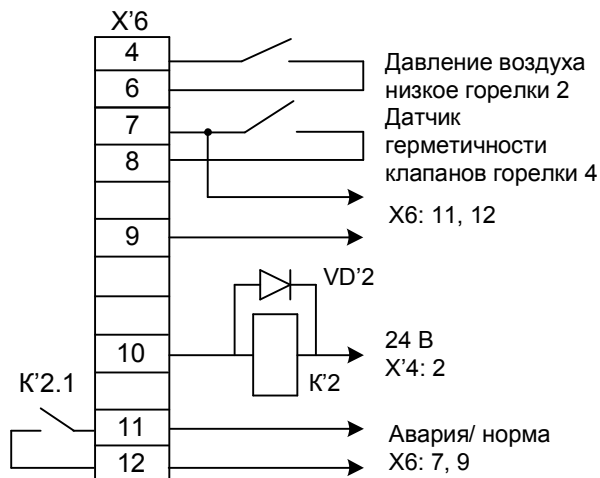 X'6
4
6
7
8
9
10
11
12
Давление воздуха
низкое горелки 2
Датчик
герметичности
клапанов горелки 4
X6: 11, 12
VD'2
24 В
X'4: 2
K'2
K'2.1
Авария/ норма
X6: 7, 9